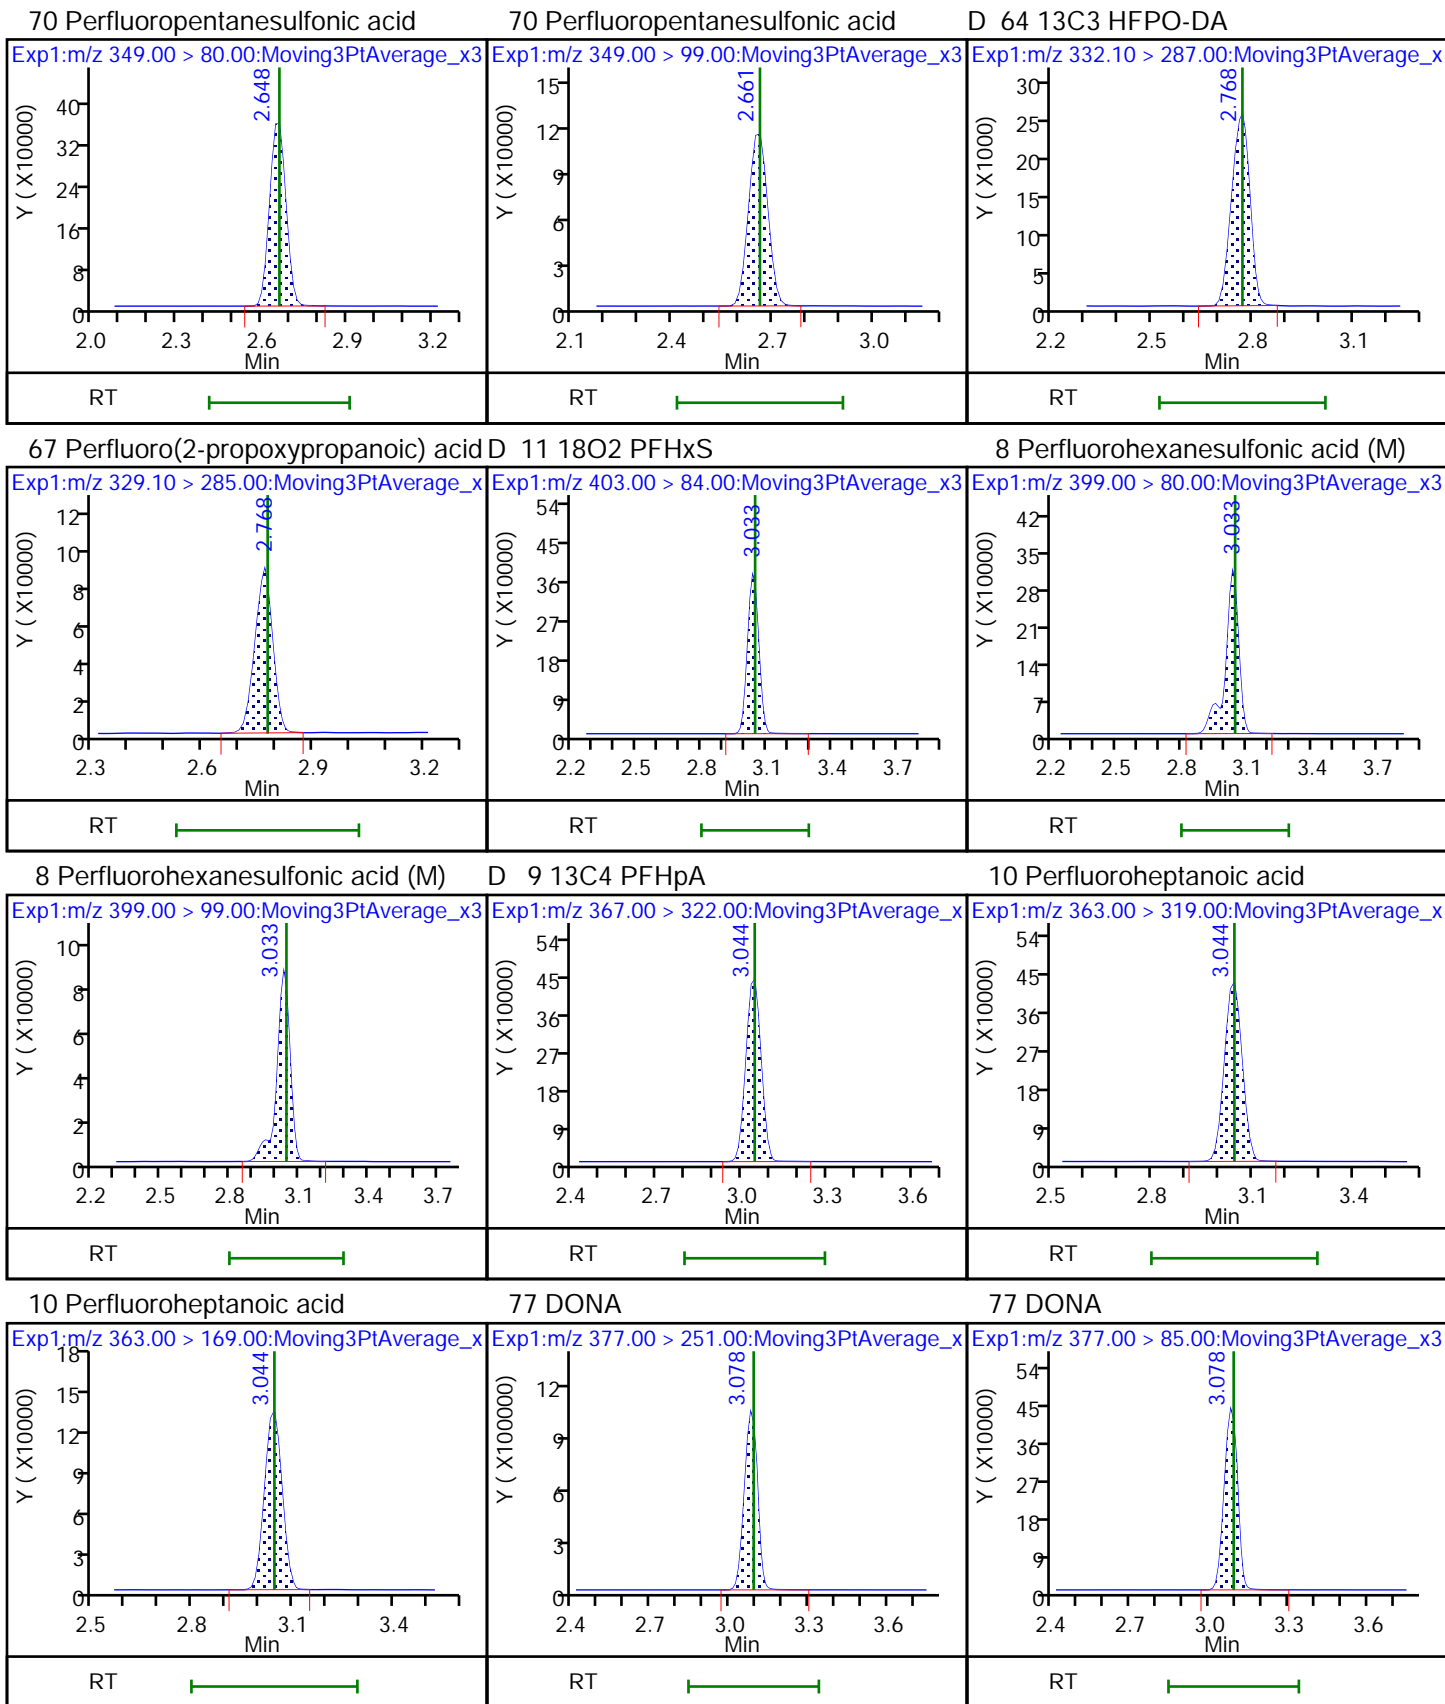 70 Perfluoropentanesulfonic acid
Exp1:m/z 349.00 > 80.00:Moving3PtAverage_x3
2.648
Y ( X10000)
40
32
24
16
8
0
2.0 2.3 2.6 2.9 3.2
Min
RT
70 Perfluoropentanesulfonic acid
Exp1:m/z 349.00 > 99.00:Moving3PtAverage_x3
2.661
Y ( X10000)
15
12
9
6
3
0
2.1 2.4 2.7 3.0
Min
RT
D 64 13C3 HFPO-DA
Exp1:m/z 332.10 > 287.00:Moving3PtAverage_x
2.768
Y ( X1000)
30
25
20
15
10
5
0
2.2 2.5 2.8 3.1
Min
RT
67 Perfluoro(2-propoxypropanoic) acid
Exp1:m/z 329.10 > 285.00:Moving3PtAverage_x
2.768
Y ( X10000)
12
10
8
6
4
2
0
2.3 2.6 2.9 3.2
Min
RT
D 11 18O2 PFHxS
Exp1:m/z 403.00 > 84.00:Moving3PtAverage_x3
3.033
Y ( X10000)
54
45
36
27
18
9
0
2.2 2.5 2.8 3.1 3.4 3.7
Min
RT
8 Perfluorohexanesulfonic acid (M)
Exp1:m/z 399.00 > 80.00:Moving3PtAverage_x3
3.033
Y ( X10000)
42
35
28
21
14
7
0
2.2 2.5 2.8 3.1 3.4 3.7
Min
RT
8 Perfluorohexanesulfonic acid (M)
Exp1:m/z 399.00 > 99.00:Moving3PtAverage_x3
3.033
Y ( X10000)
10
8
6
4
2
0
2.2 2.5 2.8 3.1 3.4 3.7
Min
RT
D 9 13C4 PFHpA
Exp1:m/z 367.00 > 322.00:Moving3PtAverage_x
3.044
Y ( X10000)
54
45
36
27
18
9
0
2.4 2.7 3.0 3.3 3.6
Min
RT
10 Perfluoroheptanoic acid
Exp1:m/z 363.00 > 319.00:Moving3PtAverage_x
3.044
Y ( X10000)
54
45
36
27
18
9
0
2.5 2.8 3.1 3.4
Min
RT
10 Perfluoroheptanoic acid
Exp1:m/z 363.00 > 169.00:Moving3PtAverage_x
3.044
Y ( X10000)
18
15
12
9
6
3
0
2.5 2.8 3.1 3.4
Min
RT
77 DONA
Exp1:m/z 377.00 > 251.00:Moving3PtAverage_x
3.078
Y ( X100000)
12
9
6
3
0
2.4 2.7 3.0 3.3 3.6
Min
RT
77 DONA
Exp1:m/z 377.00 > 85.00:Moving3PtAverage_x3
3.078
Y ( X10000)
54
45
36
27
18
9
0
2.4 2.7 3.0 3.3 3.6
Min
RT